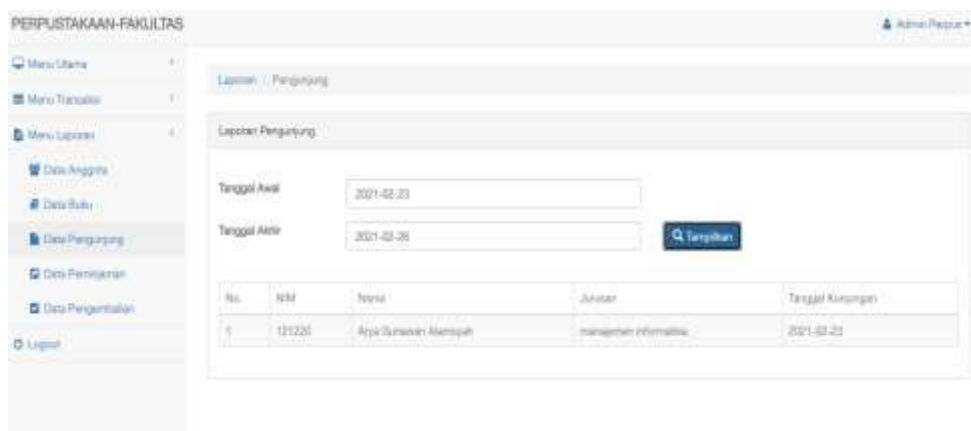 PERPUSTAKAAN-FAKULTAS
Admin Perpus
Menu Utama
Menu Transaksi
Menu Laporan
Data Anggota
Data Buku
Data Pengunjung
Data Peminjaman
Data Pengembalian
Logout
Laporan / Pengunjung
Laporan Pengunjung
Tanggal Awal 2021-02-23
Tanggal Akhir 2021-02-26 Tampilkan
No. NIM Nama Jurusan Tanggal Kunjungan
1 121220 Arya Gunawan Alamsyah manajemen informatika 2021-02-23